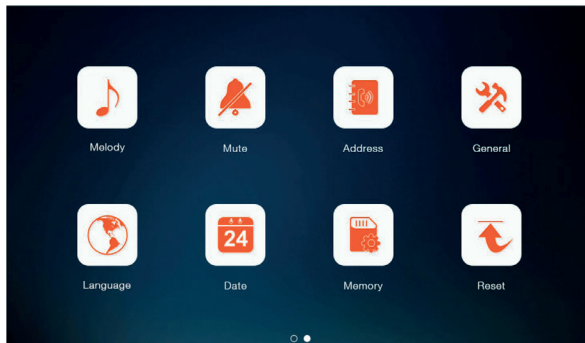 Melody
Mute
Address
General
24
Language
Date
Memory
Reset